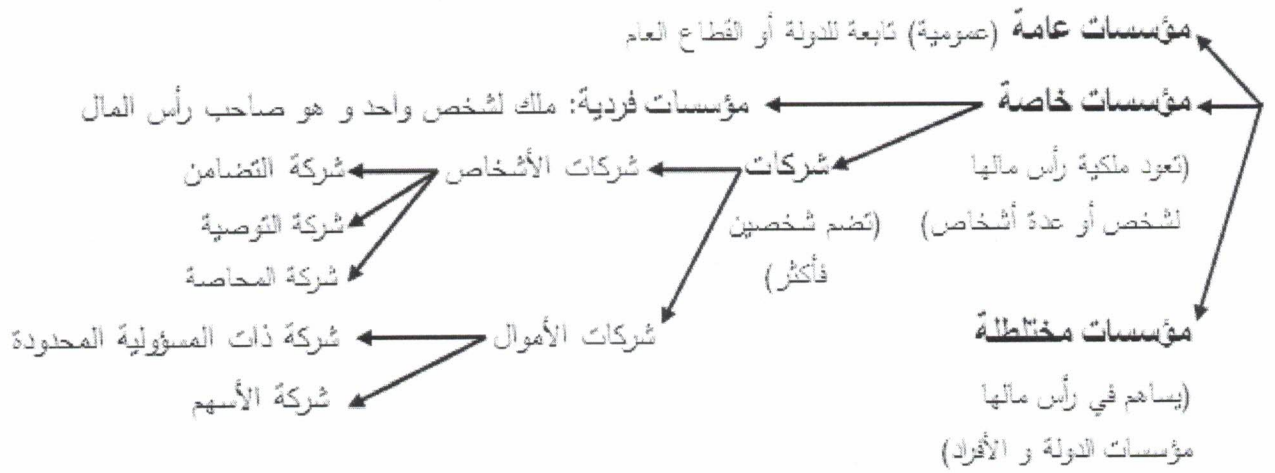 مؤسسات عامة (عمومية) تابعة للدولة أو القطاع العام
مؤسسات خاصة
مؤسسات فردية: ملك لشخص واحد و هو صاحب رأس المال
(تعود ملكية رأس مالها
لشخص أو عدة أشخاص)
شركات
(تضم شخصين
فأكثر)
شركات الأشخاص
شركة التضامن
شركة التوصية
شركة المحاصة
شركات الأموال
شركة ذات المسؤولية المحدودة
شركة الأسهم
مؤسسات مختلطلة
(يساهم في رأس مالها
مؤسسات الدولة و الأفراد)